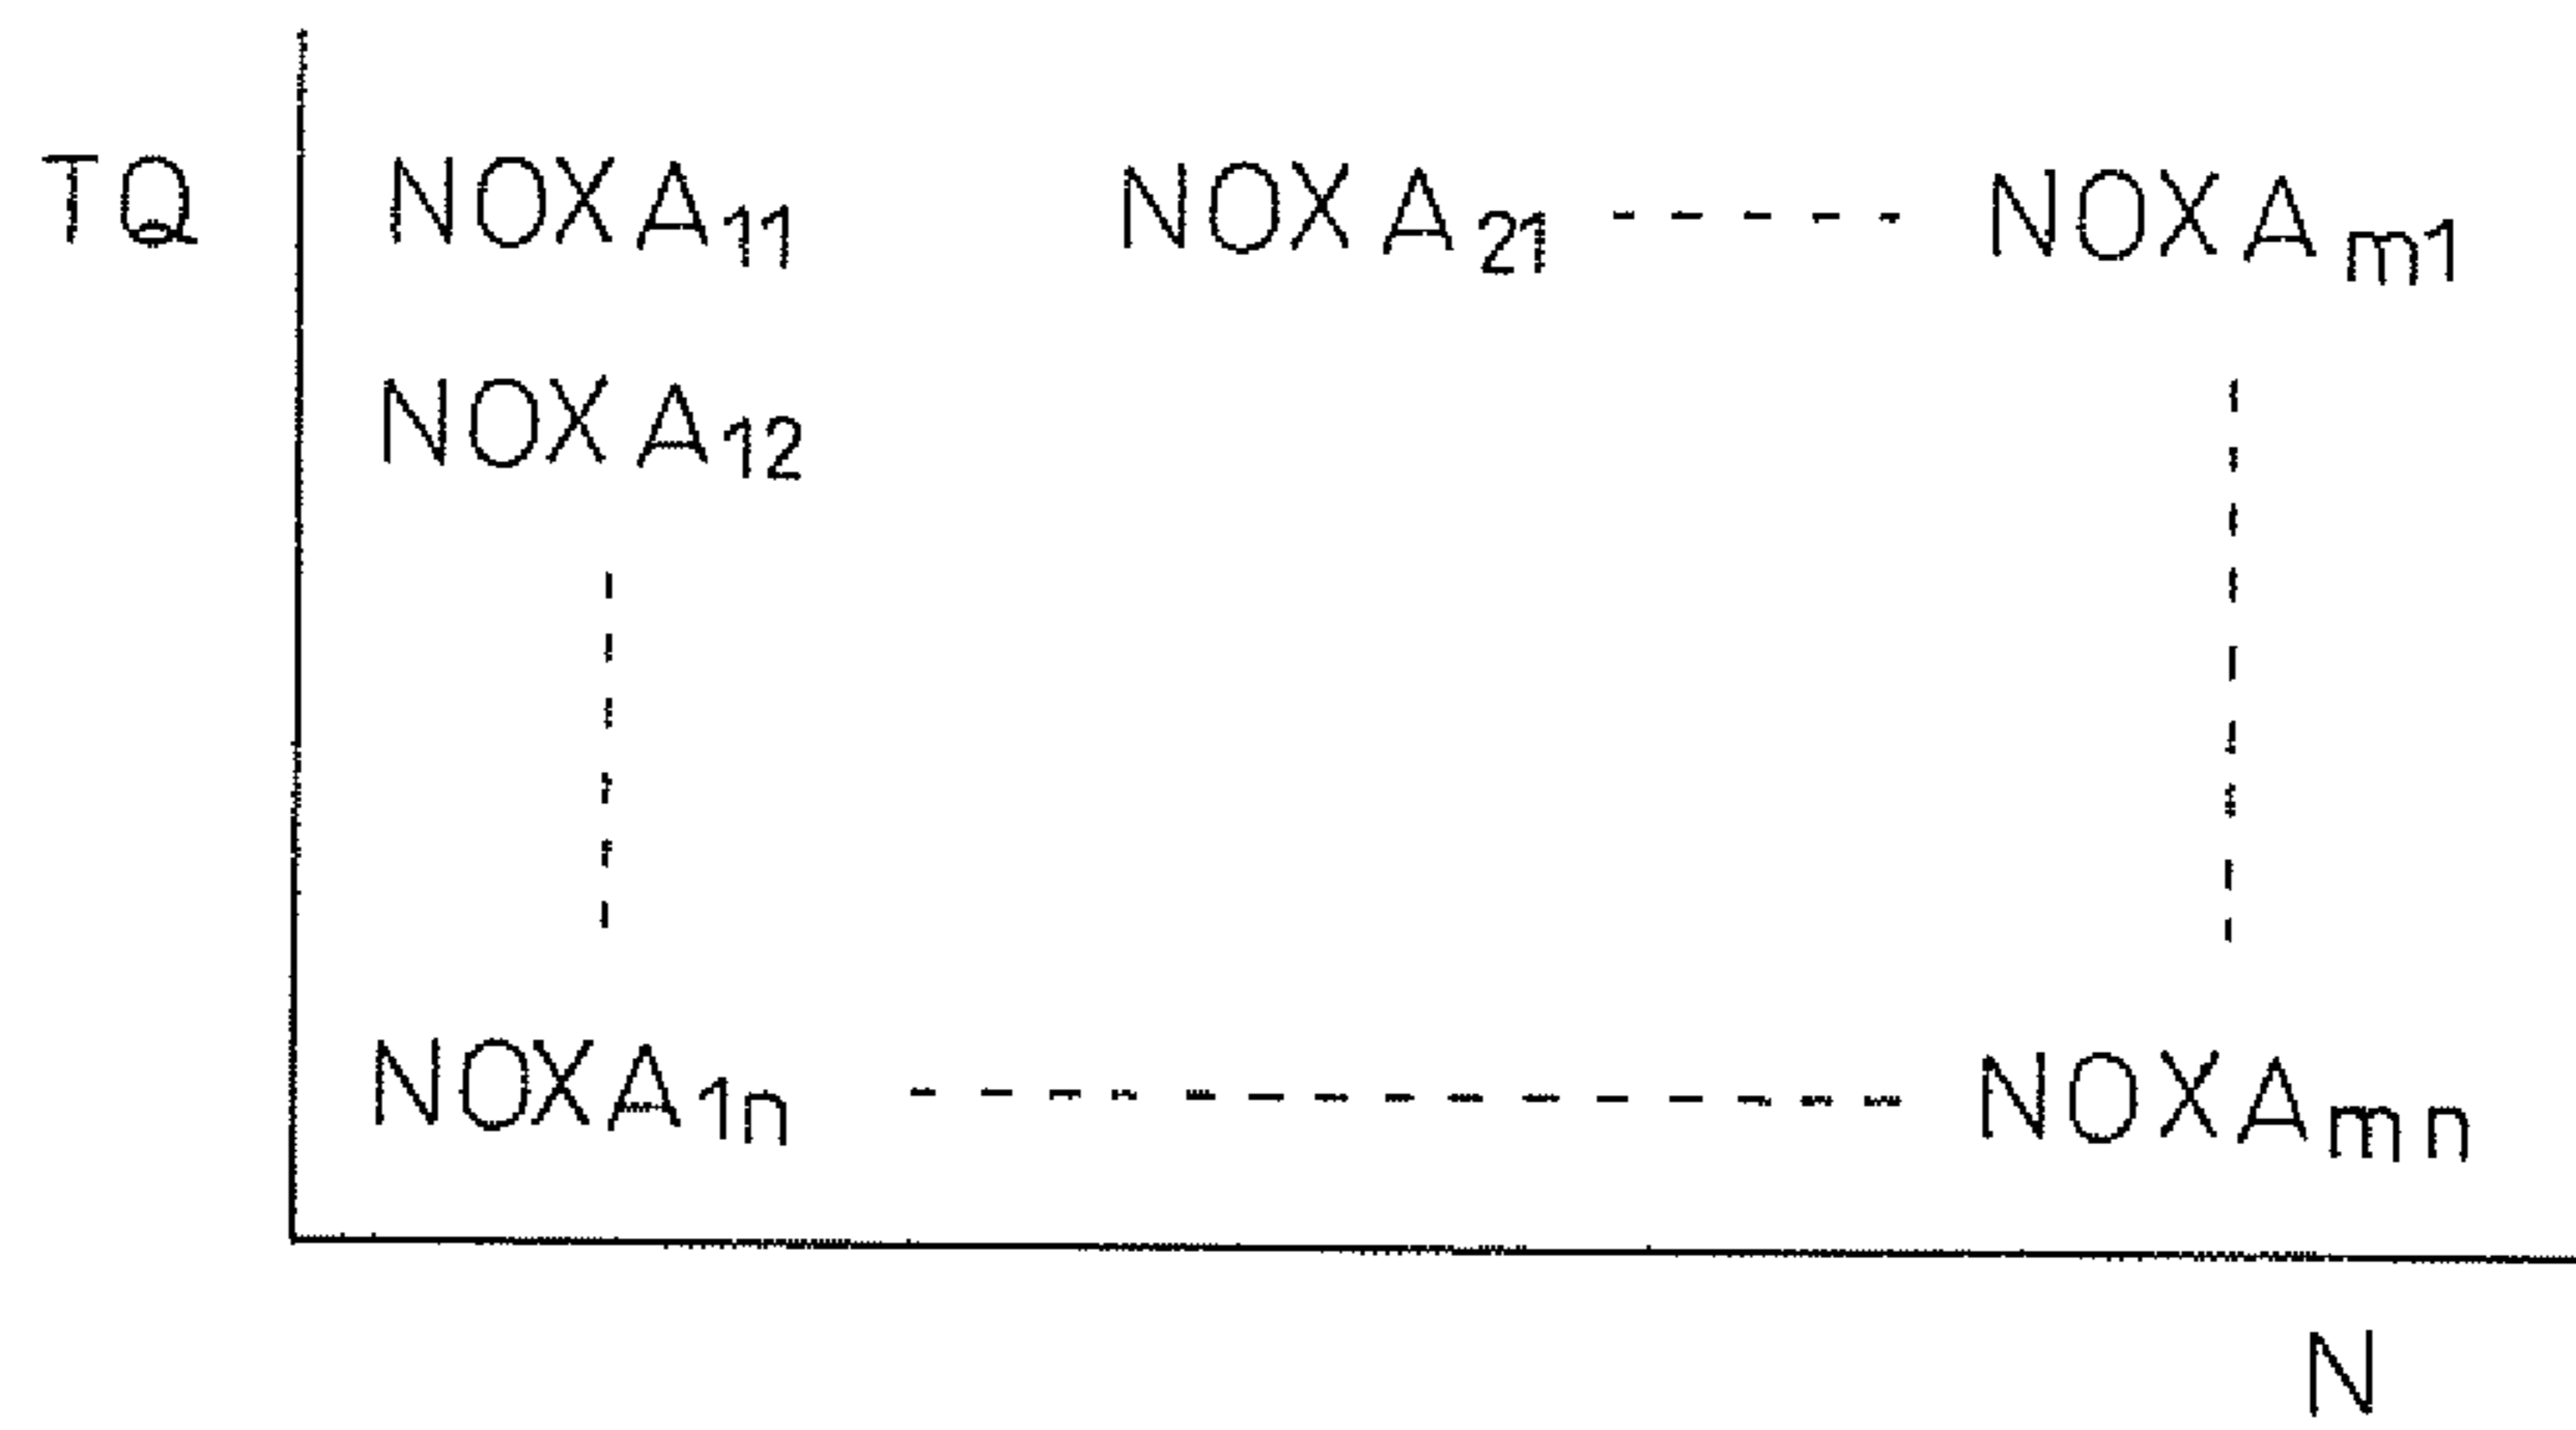 TQ NOXA₁₁ NOXA₂₁ ----- NOXAₘ₁
NOXA₁₂
NOXA₁ₙ --------------- NOXAₘₙ
N